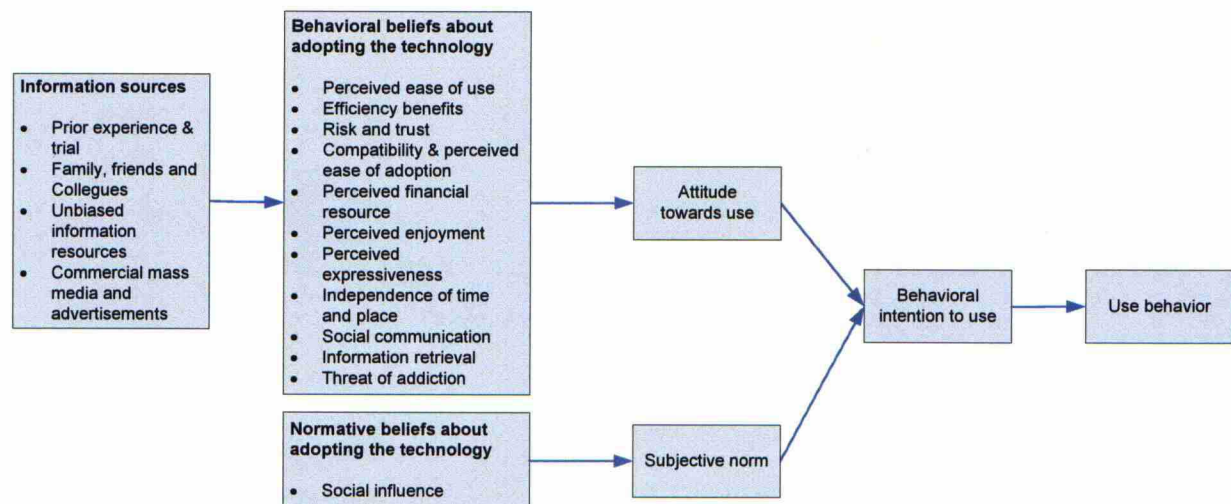 Information sources
• Prior experience &
trial
• Family, friends and
Collegues
• Unbiased
information
resources
• Commercial mass
media and
advertisements
Behavioral beliefs about
adopting the technology
• Perceived ease of use
• Efficiency benefits
• Risk and trust
• Compatibility & perceived
ease of adoption
• Perceived financial
resource
• Perceived enjoyment
• Perceived
expressiveness
• Independence of time
and place
• Social communication
• Information retrieval
• Threat of addiction
Normative beliefs about
adopting the technology
• Social influence
Attitude
towards use
Subjective norm
Behavioral
intention to use
Use behavior